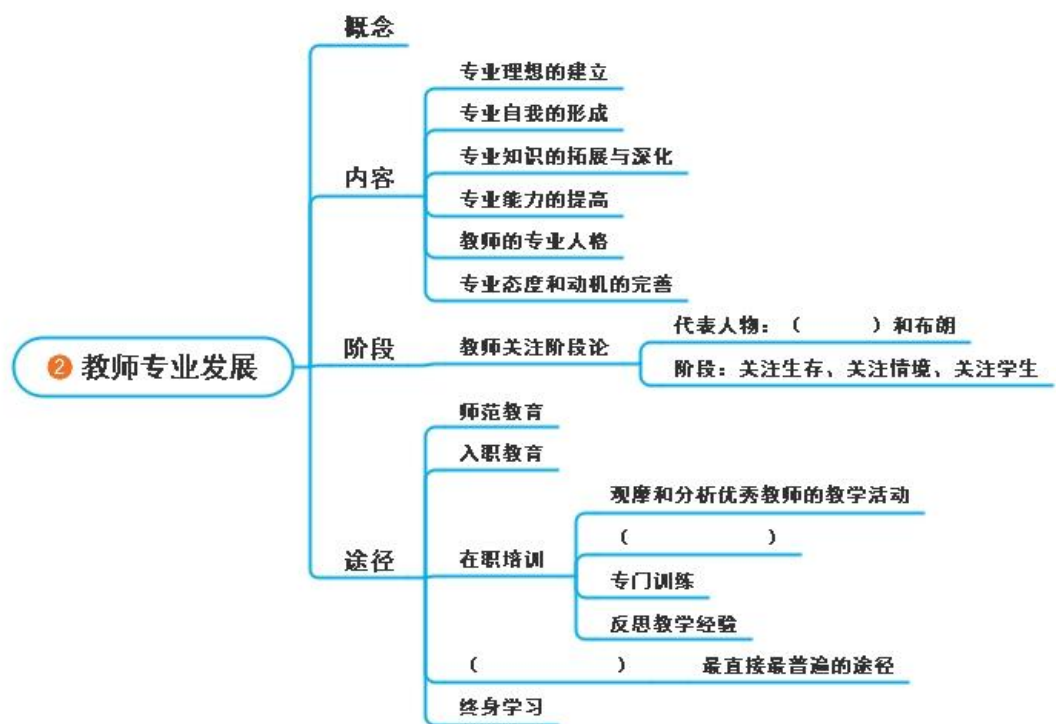 概念
专业理想的建立
专业自我的形成
专业知识的拓展与深化
内容
专业能力的提高
教师的专业人格
专业态度和动机的完善
代表人物：（　　　）和布朗
② 教师专业发展
阶段
教师关注阶段论
阶段：关注生存、关注情境、关注学生
师范教育
入职教育
观摩和分析优秀教师的教学活动
（　　　　　　）
途径
在职培训
专门训练
反思教学经验
（　　　　　　）　　最直接最普遍的途径
终身学习